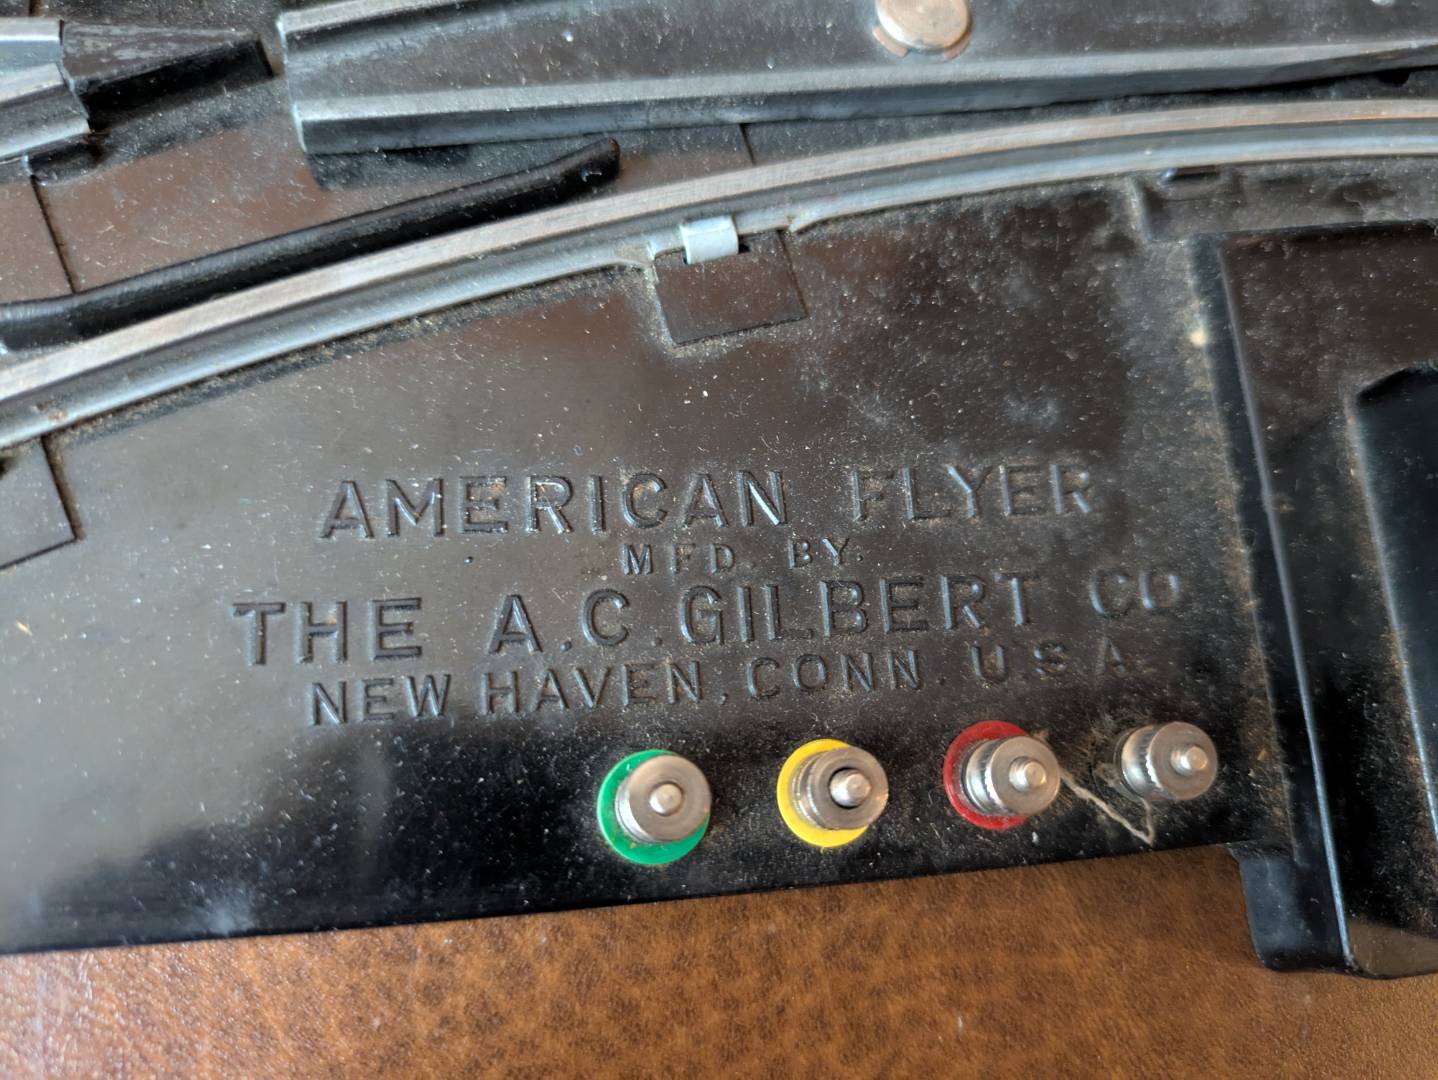 AMERICAN FLYER
MFD. BY.
THE A.C.GILBERT CO
NEW HAVEN, CONN. U.S.A.